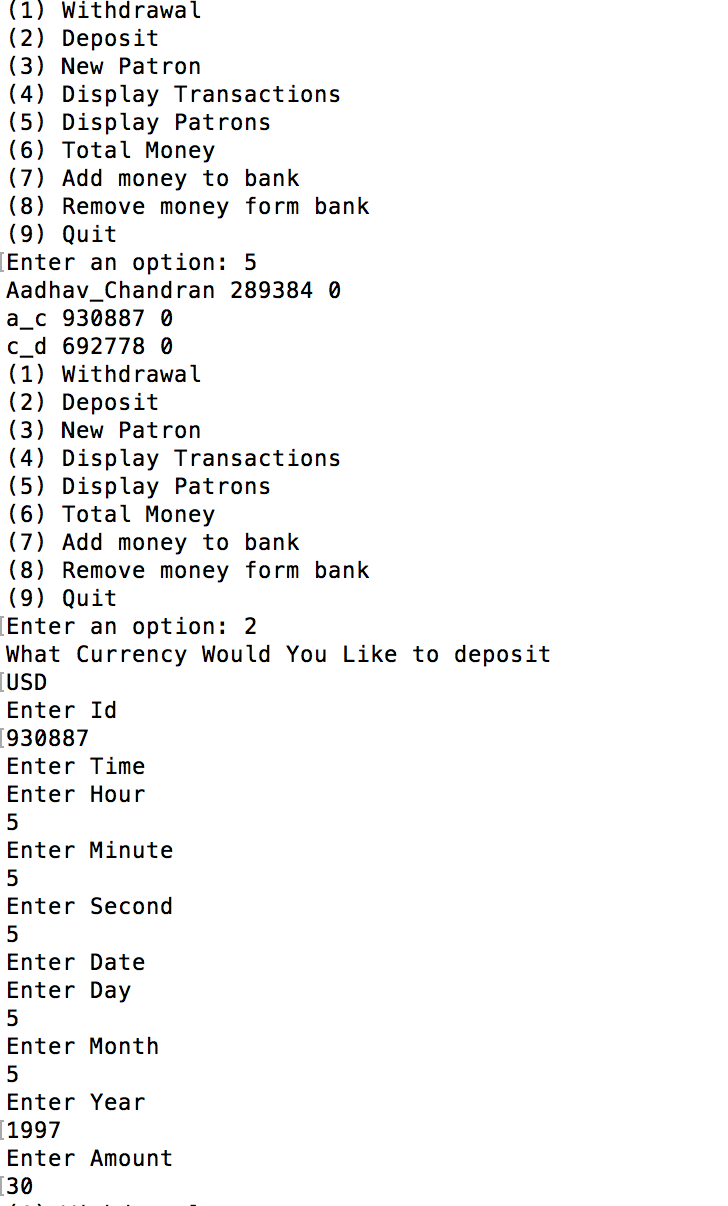 (1) Withdrawal
(2) Deposit
(3) New Patron
(4) Display Transactions
(5) Display Patrons
(6) Total Money
(7) Add money to bank
(8) Remove money form bank
(9) Quit
[Enter an option: 5
Aadhav_Chandran 289384 0
a_c 930887 0
c_d 692778 0
(1) Withdrawal
(2) Deposit
(3) New Patron
(4) Display Transactions
(5) Display Patrons
(6) Total Money
(7) Add money to bank
(8) Remove money form bank
(9) Quit
[Enter an option: 2
What Currency Would You Like to deposit
[USD
Enter Id
[930887
Enter Time
Enter Hour
5
Enter Minute
5
Enter Second
5
Enter Date
Enter Day
5
Enter Month
5
Enter Year
[1997
Enter Amount
[30